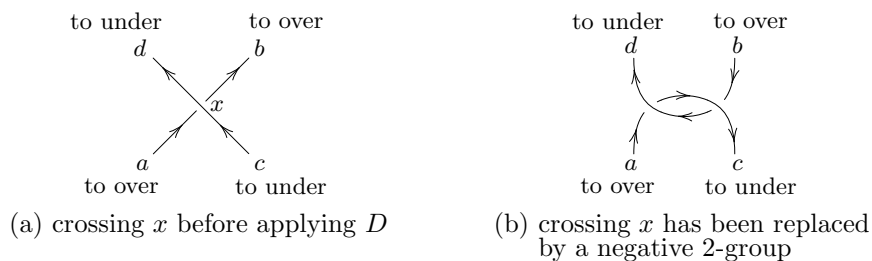 to under to over
d b
x
a c
to over to under
(a) crossing x before applying D
to under to over
d b
a c
to over to under
(b) crossing x has been replaced
by a negative 2-group